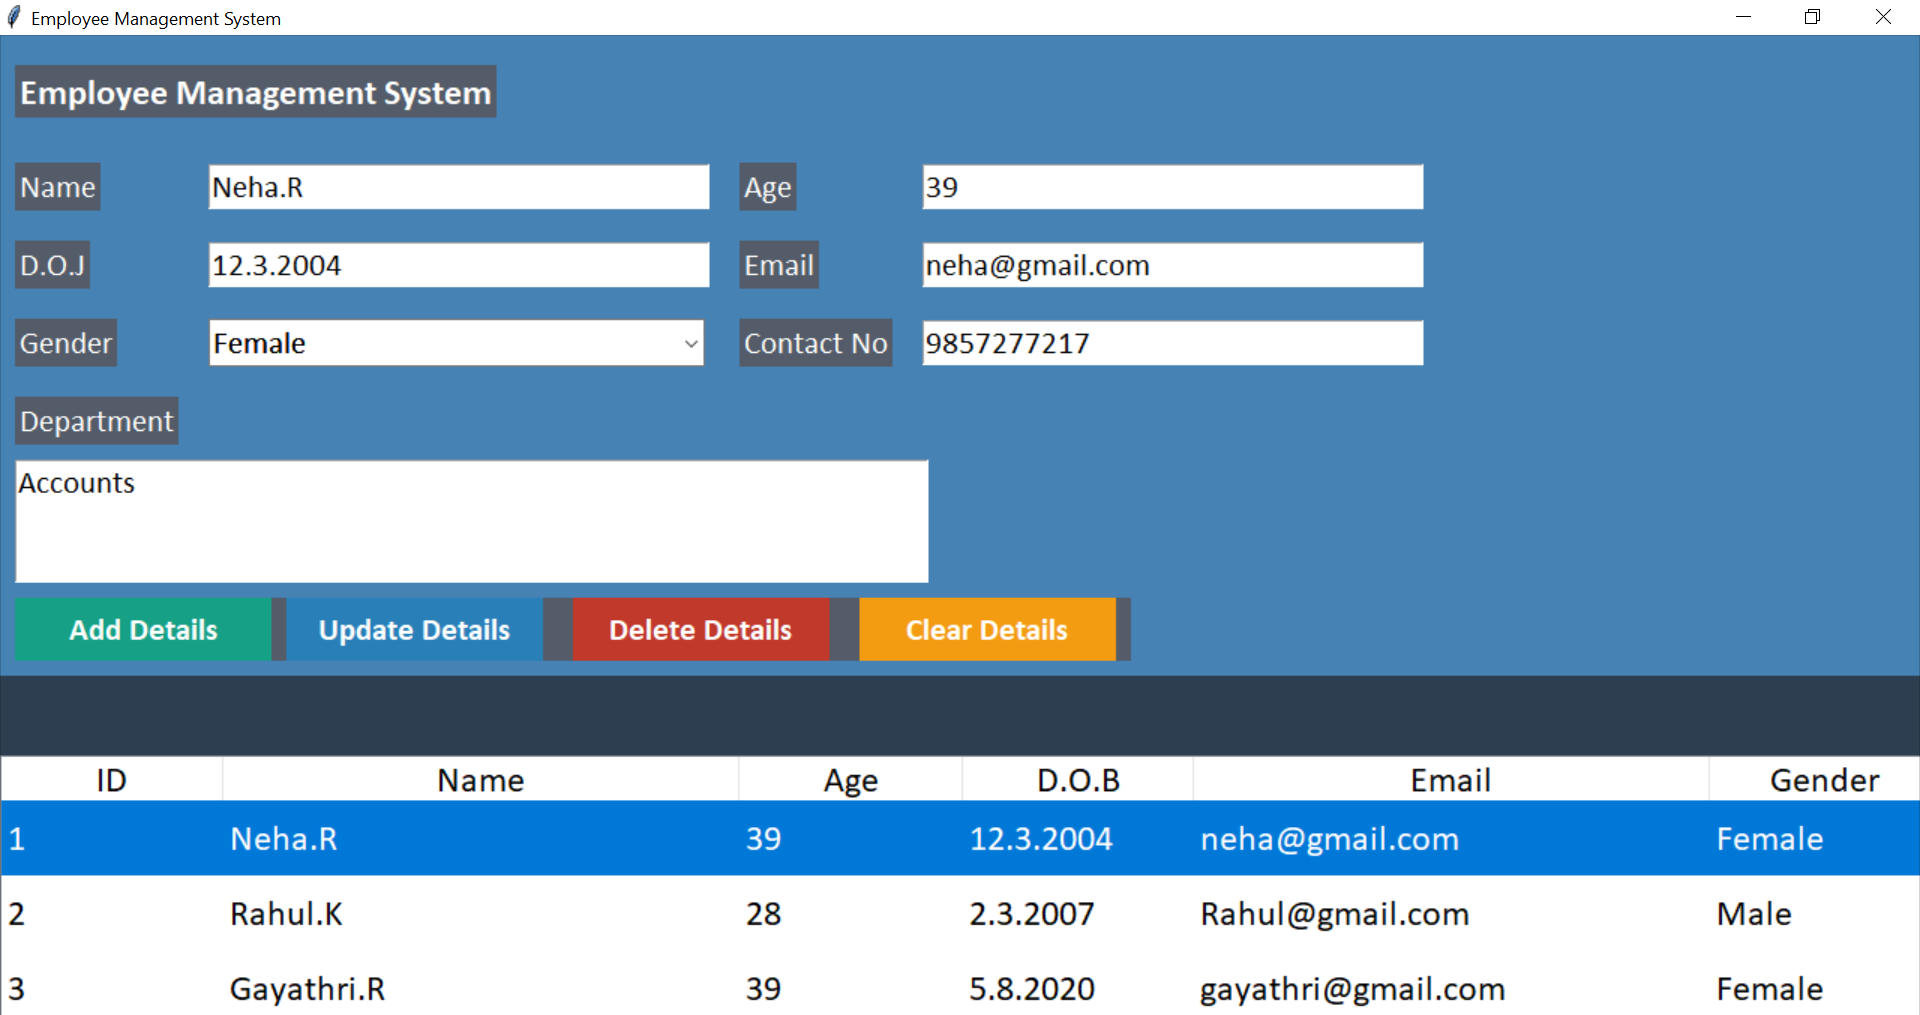 Employee Management System
Employee Management System
Name Neha.R Age 39
D.O.J 12.3.2004 Email neha@gmail.com
Gender Female Contact No 9857277217
Department
Accounts
Add Details Update Details Delete Details Clear Details
ID Name Age D.O.B Email Gender
1 Neha.R 39 12.3.2004 neha@gmail.com Female
2 Rahul.K 28 2.3.2007 Rahul@gmail.com Male
3 Gayathri.R 39 5.8.2020 gayathri@gmail.com Female